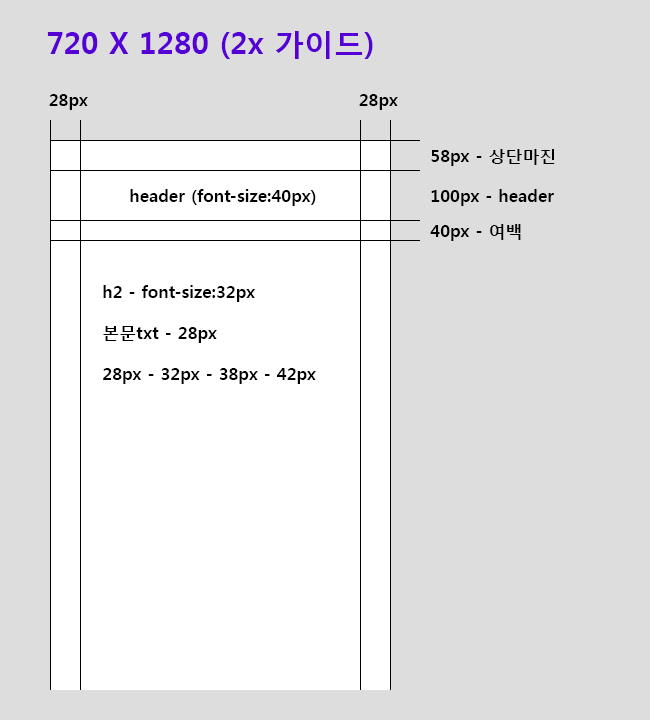 720 X 1280 (2x 가이드)
28px
28px
58px - 상단마진
header (font-size:40px)
100px - header
40px - 여백
h2 - font-size:32px
본문txt - 28px
28px - 32px - 38px - 42px